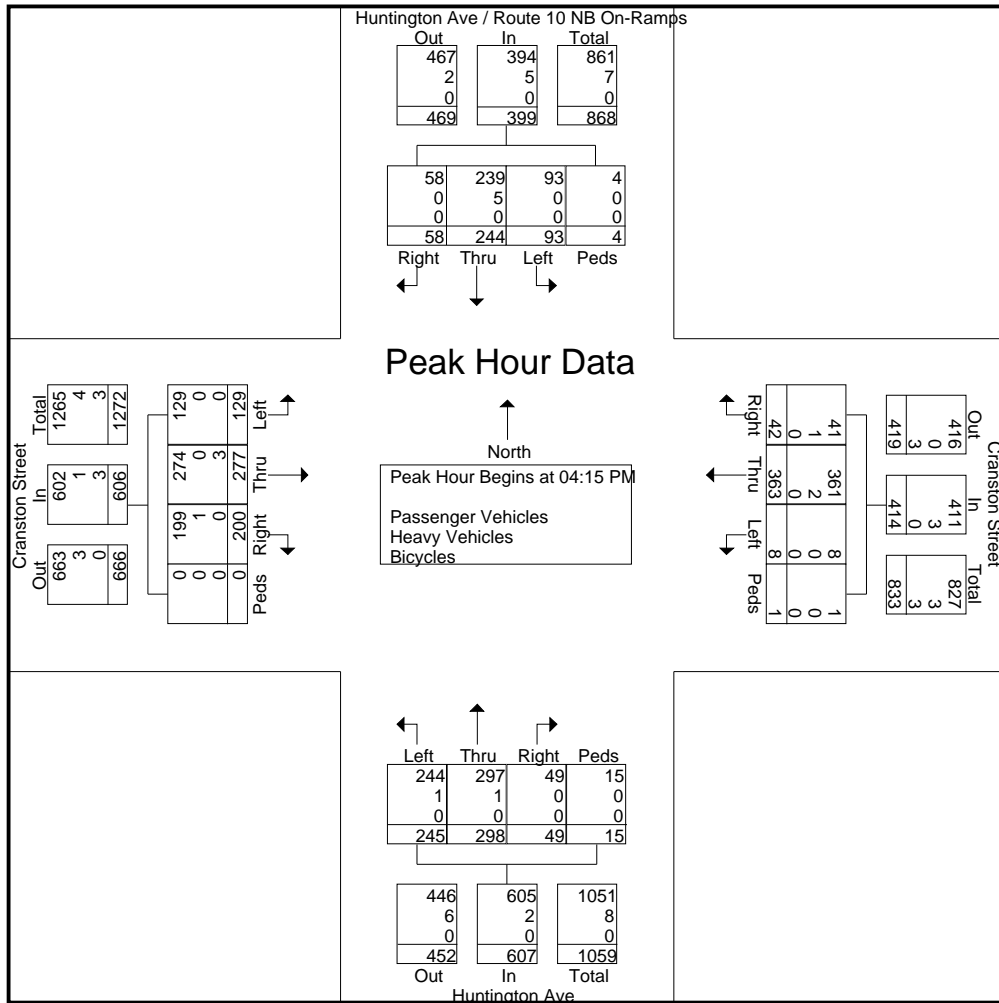 Huntington Ave / Route 10 NB On-Ramps
Out In Total
467 394 861
2 5 7
0 0 0
469 399 868
58 239 93 4
0 5 0 0
0 0 0 0
58 244 93 4
Right Thru Left Peds
Peak Hour Data
North
Peak Hour Begins at 04:15 PM
Passenger Vehicles
Heavy Vehicles
Bicycles
Cranston Street
Out In Total
663 602 1265
3 1 4
0 3 3
666 606 1272
0 199 274 129
0 1 0 0
0 0 3 0
0 200 277 129
Peds Right Thru Left
Cranston Street
Out In Total
416 411 827
0 3 3
3 0 3
419 414 833
41 361 8 1
1 2 0 0
0 0 0 0
42 363 8 1
Right Thru Left Peds
Left Thru Right Peds
244 297 49 15
1 1 0 0
0 0 0 0
245 298 49 15
446 605 1051
6 2 8
0 0 0
452 607 1059
Out In Total
Huntington Ave